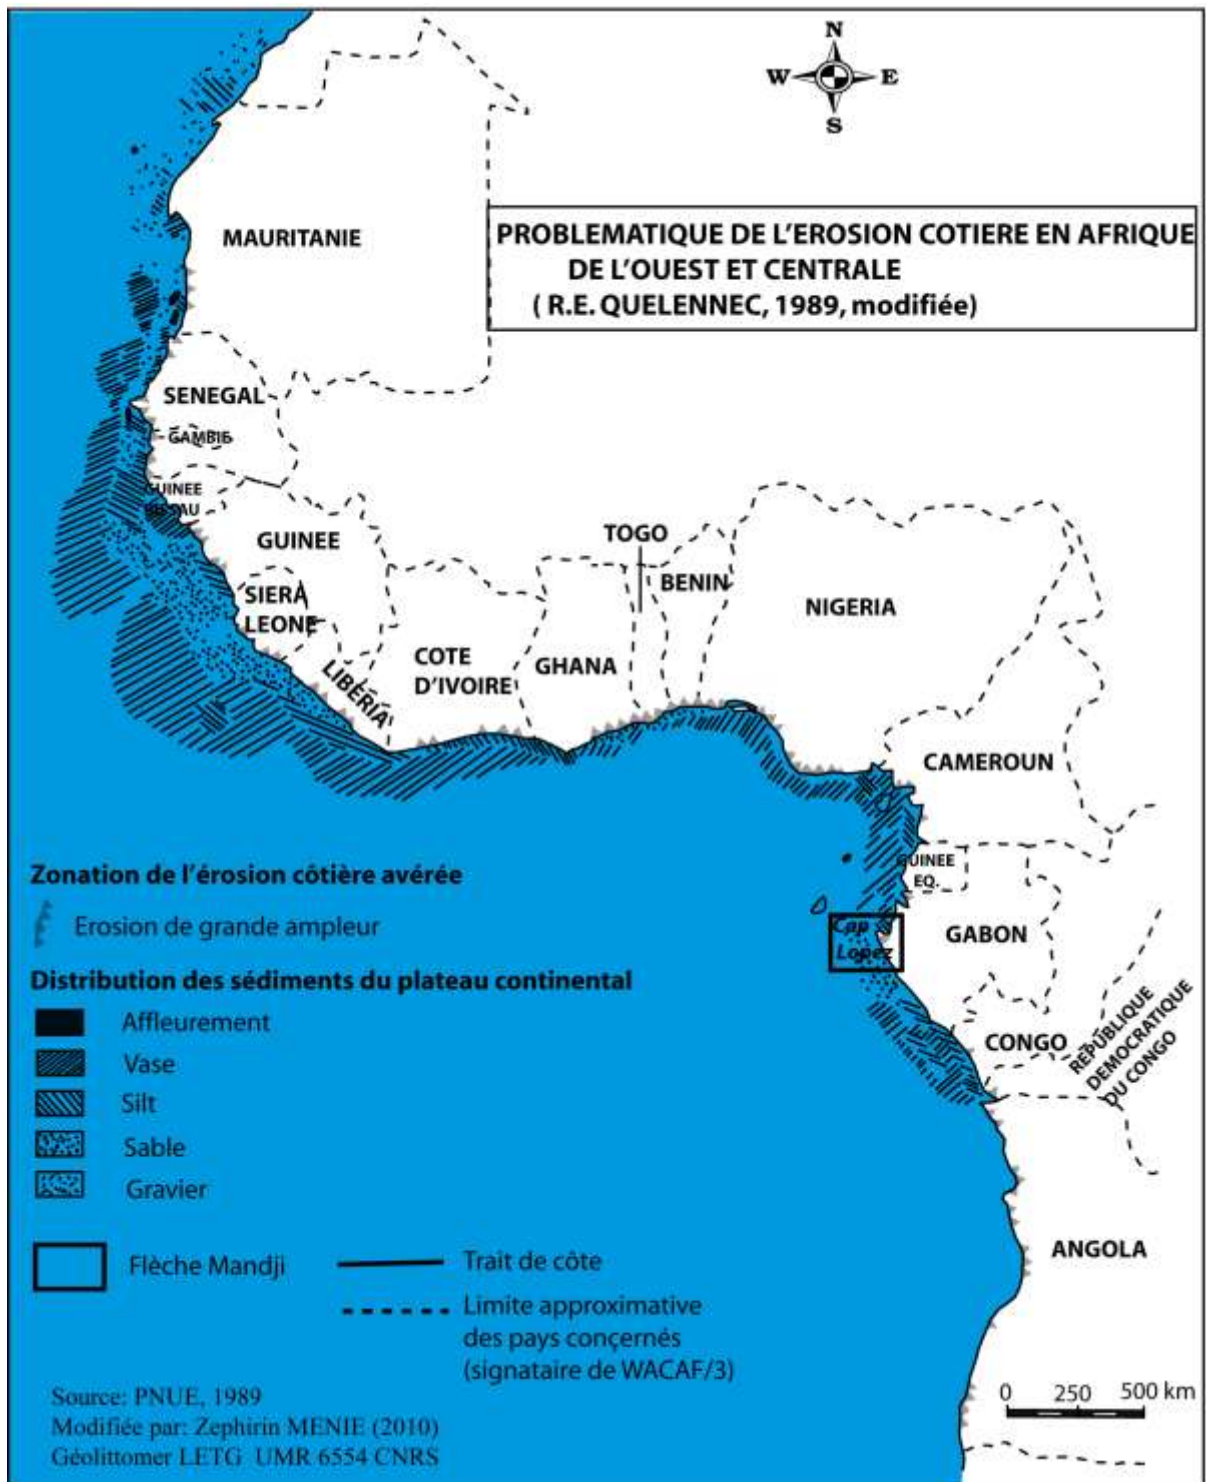 N
W E
S
PROBLEMATIQUE DE L'EROSION COTIERE EN AFRIQUE
DE L'OUEST ET CENTRALE
( R.E. QUELENNEC, 1989, modifiée)
MAURITANIE
SENEGAL
GAMBIE
GUINEE
GUINEE
SIERA
LEONE
LIBERIA
COTE
D'IVOIRE
GHANA
TOGO
BENIN
NIGERIA
CAMEROUN
GUINEE
EQ.
Cap
Lopez
GABON
CONGO
REPUBLIQUE
DEMOCRATIQUE
DU CONGO
ANGOLA
Zonation de l'érosion côtière avérée
Erosion de grande ampleur
Distribution des sédiments du plateau continental
Affleurement
Vase
Silt
Sable
Gravier
Flèche Mandji
Trait de côte
Limite approximative
des pays conçernés
(signataire de WACAF/3)
Source: PNUE, 1989
Modifiée par: Zephirin MENIE (2010)
Géolittomer LETG UMR 6554 CNRS
0 250 500 km